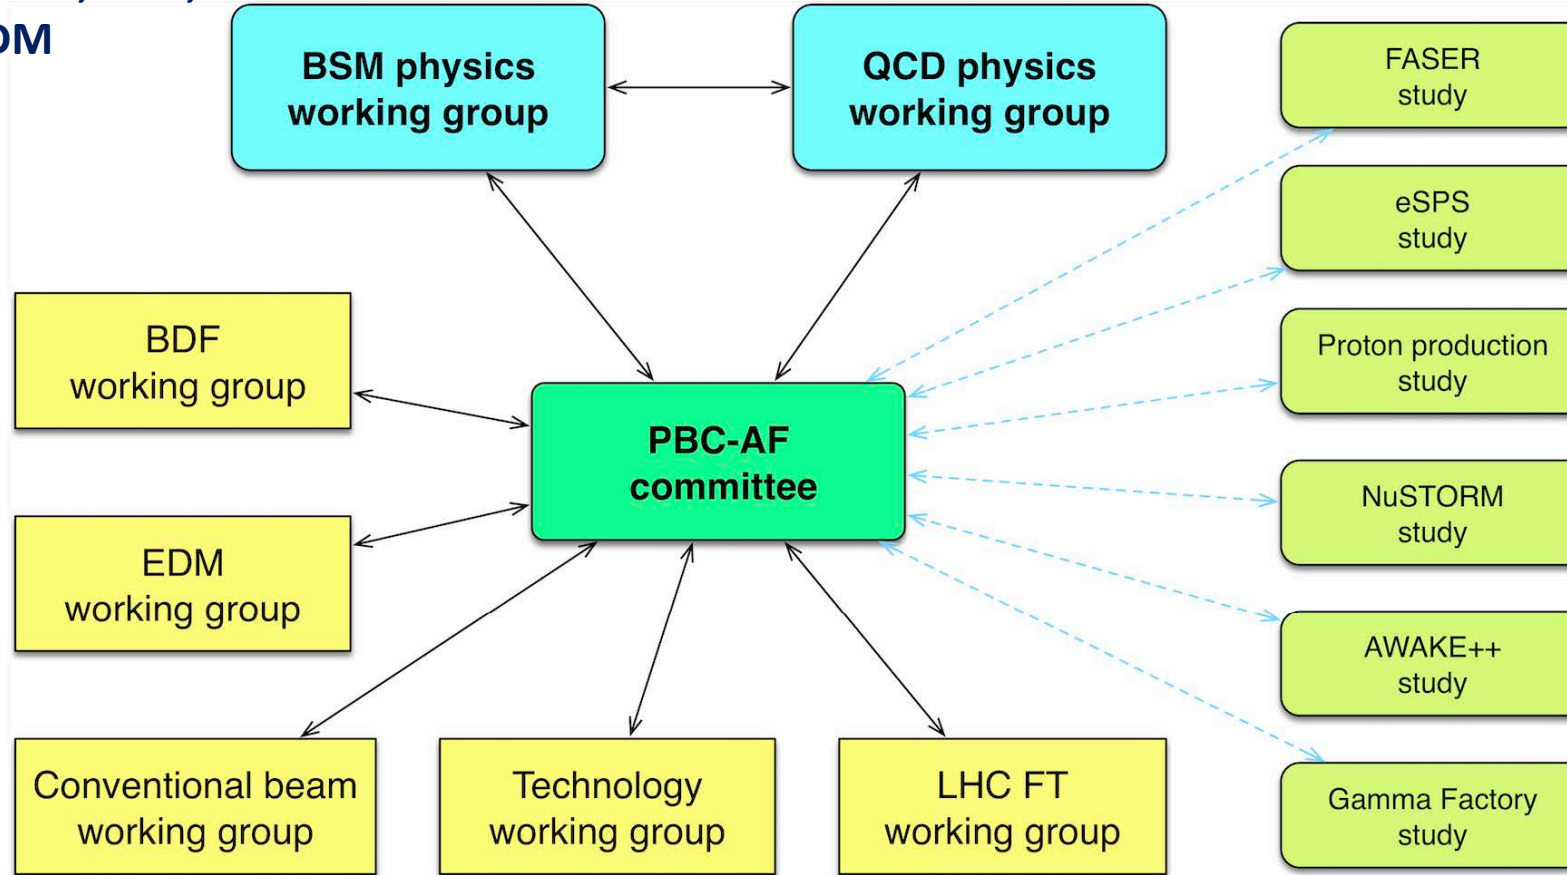 BSM physics
working group
QCD physics
working group
FASER
study
eSPS
study
BDF
working group
Proton production
study
PBC-AF
committee
NuSTORM
study
EDM
working group
AWAKE++
study
Conventional beam
working group
Technology
working group
LHC FT
working group
Gamma Factory
study